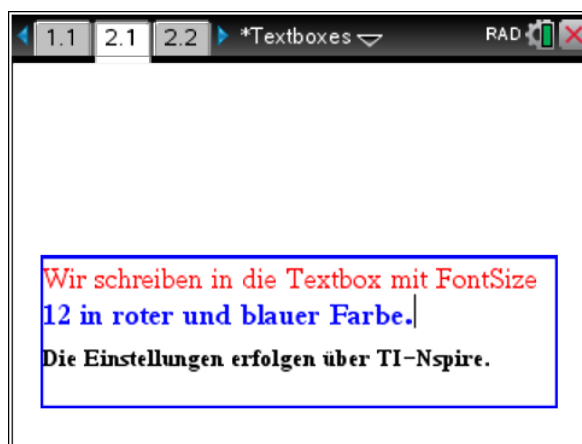 1.1 2.1 2.2 *Textboxes RAD
Wir schreiben in die Textbox mit FontSize
12 in roter und blauer Farbe.
Die Einstellungen erfolgen über TI-Nspire.